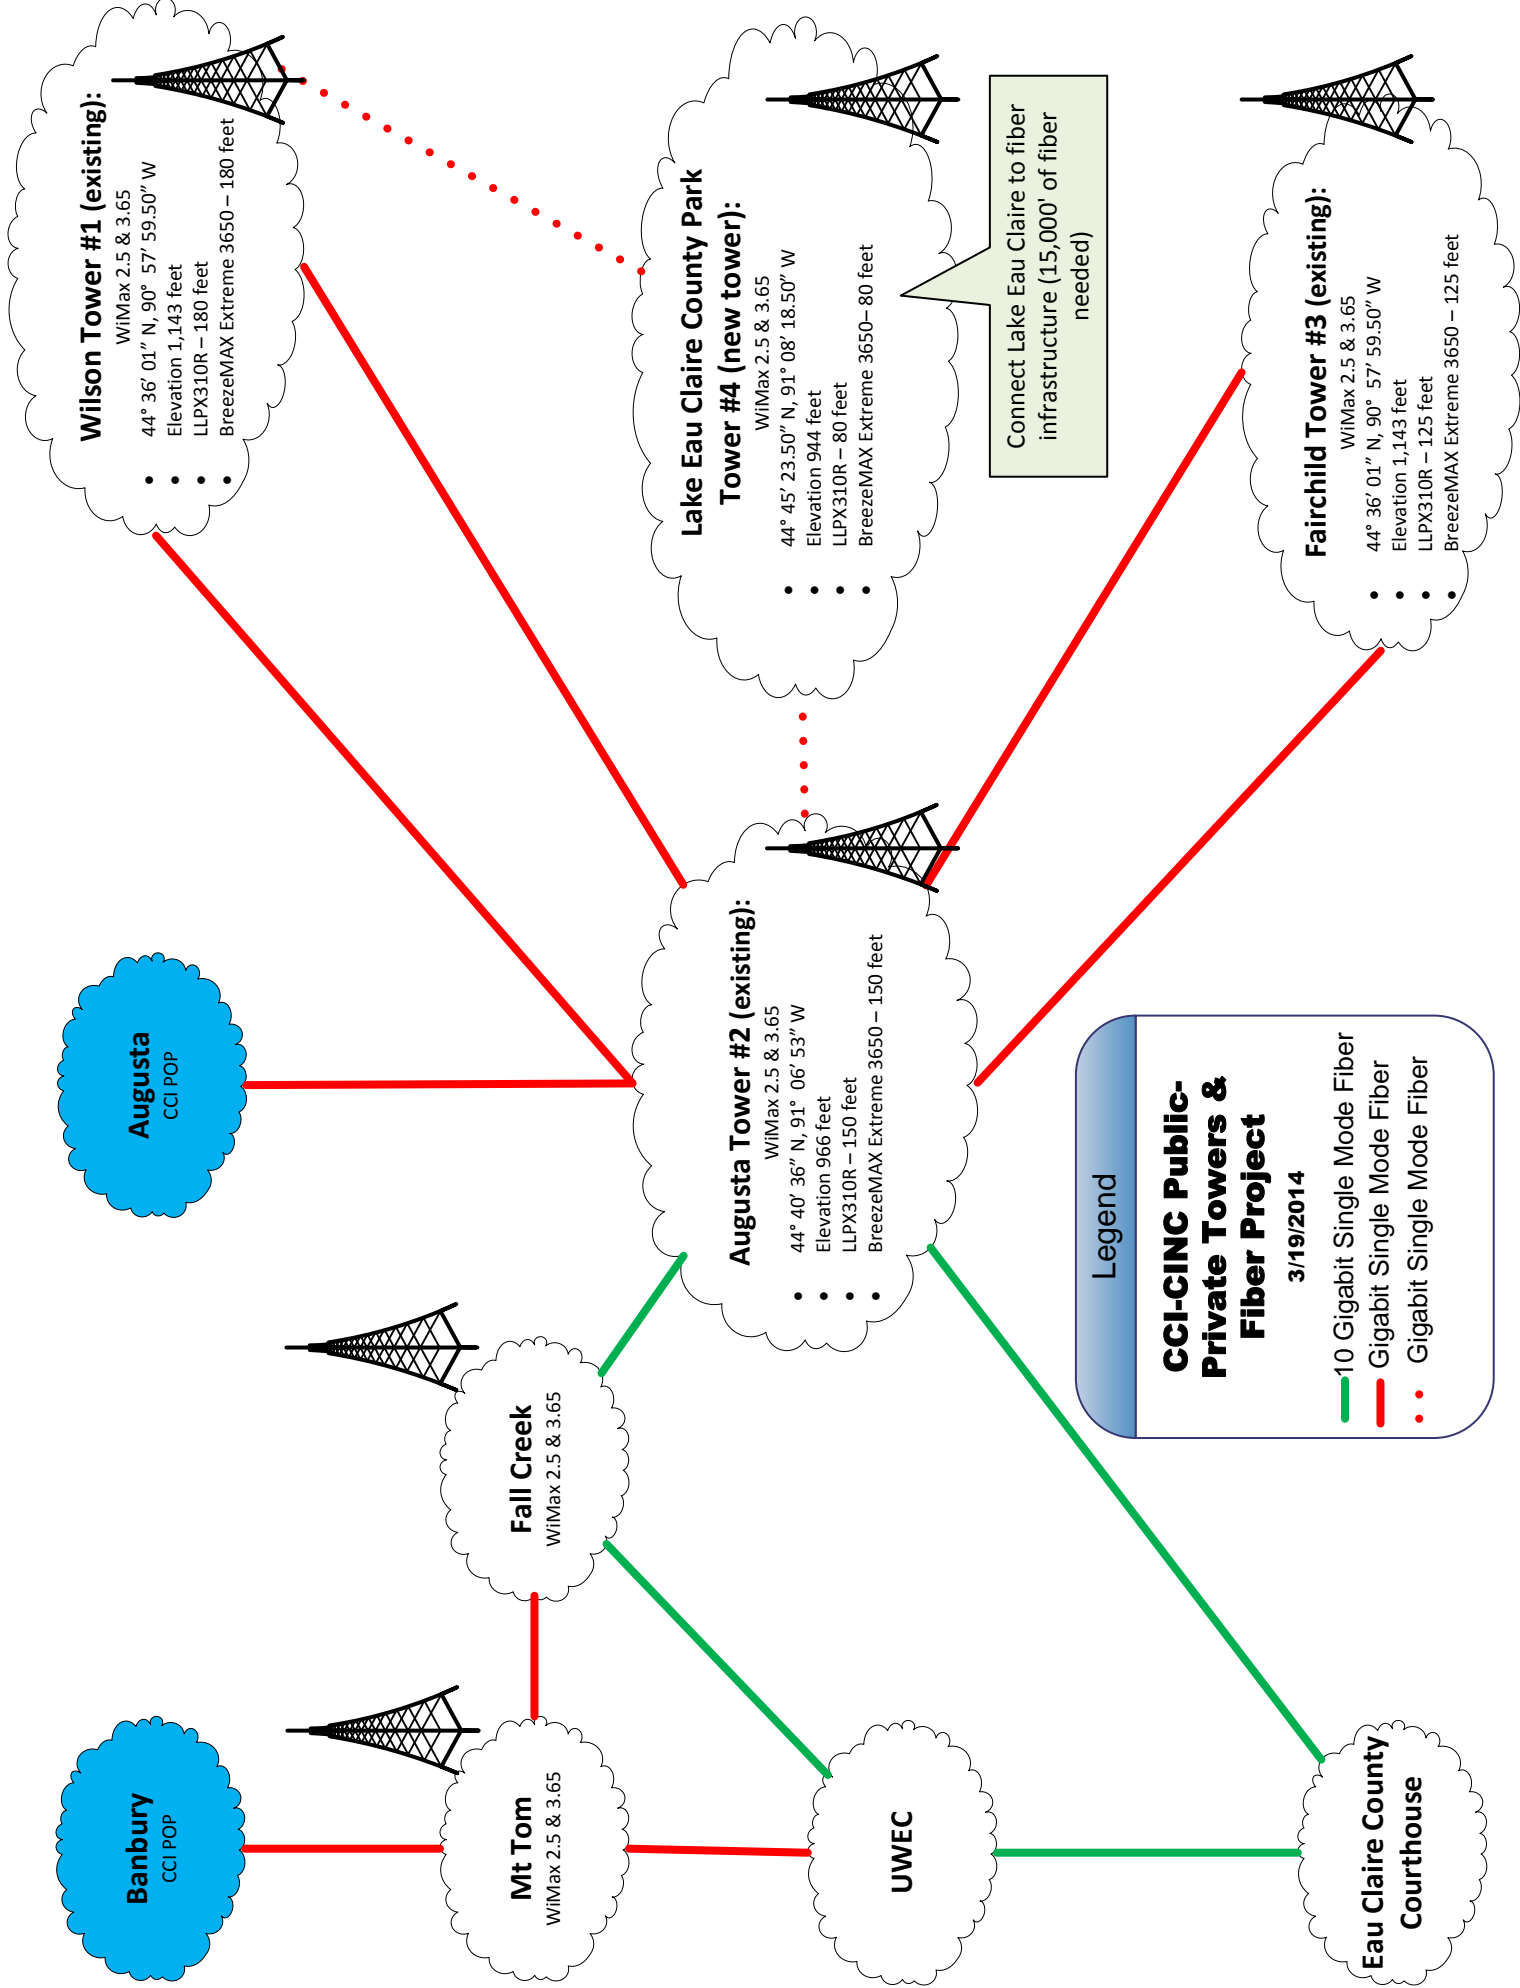 Banbury
CCI POP
Augusta
CCI POP
Wilson Tower #1 (existing):
WiMax 2.5 & 3.65
• 44° 36’ 01” N, 90° 57’ 59.50” W
• Elevation 1,143 feet
• LLPX310R – 180 feet
• BreezeMAX Extreme 3650 – 180 feet
Mt Tom
WiMax 2.5 & 3.65
Fall Creek
WiMax 2.5 & 3.65
UWEC
Augusta Tower #2 (existing):
WiMax 2.5 & 3.65
• 44° 40’ 36” N, 91° 06’ 53” W
• Elevation 966 feet
• LLPX310R – 150 feet
• BreezeMAX Extreme 3650 – 150 feet
Lake Eau Claire County Park
Tower #4 (new tower):
WiMax 2.5 & 3.65
• 44° 45’ 23.50” N, 91° 08’ 18.50” W
• Elevation 944 feet
• LLPX310R – 80 feet
• BreezeMAX Extreme 3650– 80 feet
Connect Lake Eau Claire to fiber
infrastructure (15,000' of fiber
needed)
Eau Claire County
Courthouse
Legend
CCI-CINC Public-
Private Towers &
Fiber Project
3/19/2014
10 Gigabit Single Mode Fiber
Gigabit Single Mode Fiber
Gigabit Single Mode Fiber
Fairchild Tower #3 (existing):
WiMax 2.5 & 3.65
• 44° 36’ 01” N, 90° 57’ 59.50” W
• Elevation 1,143 feet
• LLPX310R – 125 feet
• BreezeMAX Extreme 3650 – 125 feet